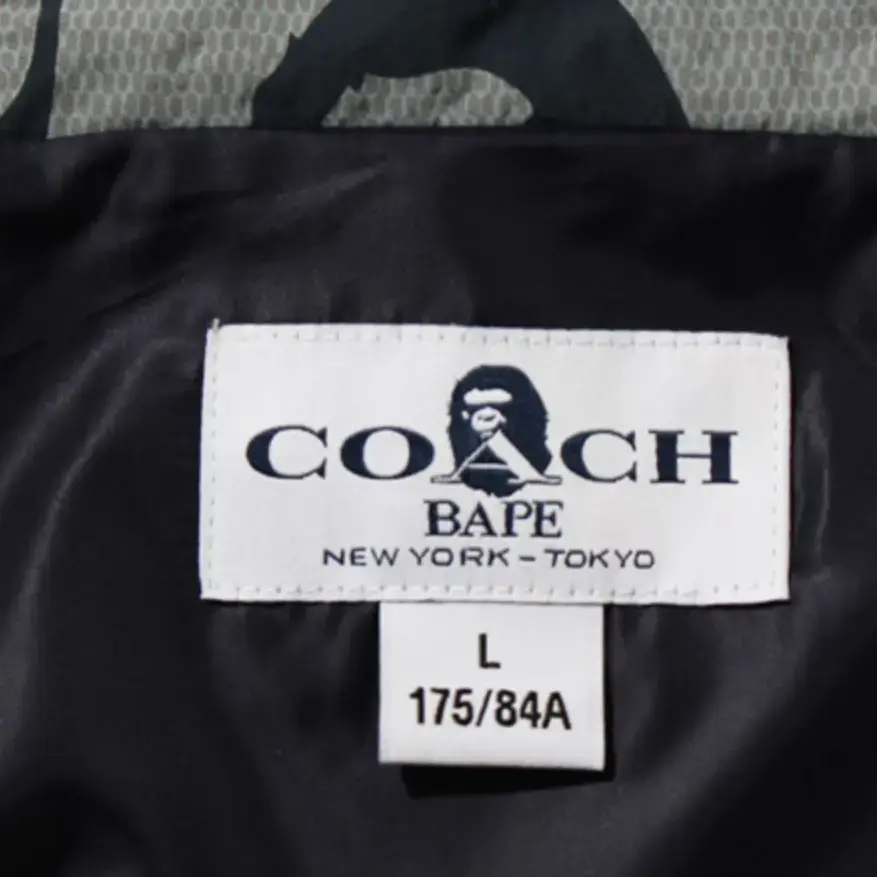 COACH
BAPE
NEW YORK – TOKYO
L
175/84A